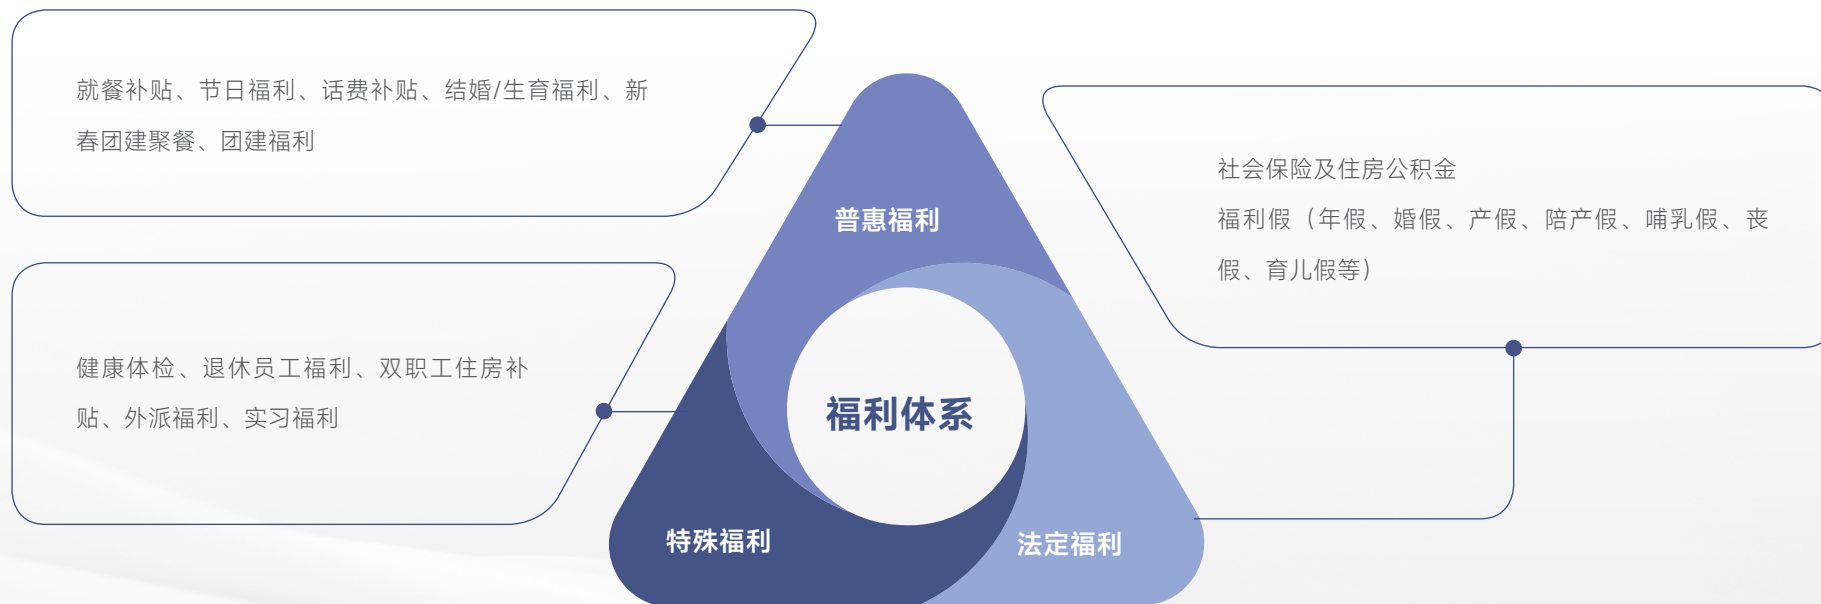 就餐补贴、节日福利、话费补贴、结婚/生育福利、新
春团建聚餐、团建福利
健康体检、退休员工福利、双职工住房补
贴、外派福利、实习福利
普惠福利
福利体系
特殊福利
法定福利
社会保险及住房公积金
福利假（年假、婚假、产假、陪产假、哺乳假、丧
假、育儿假等）